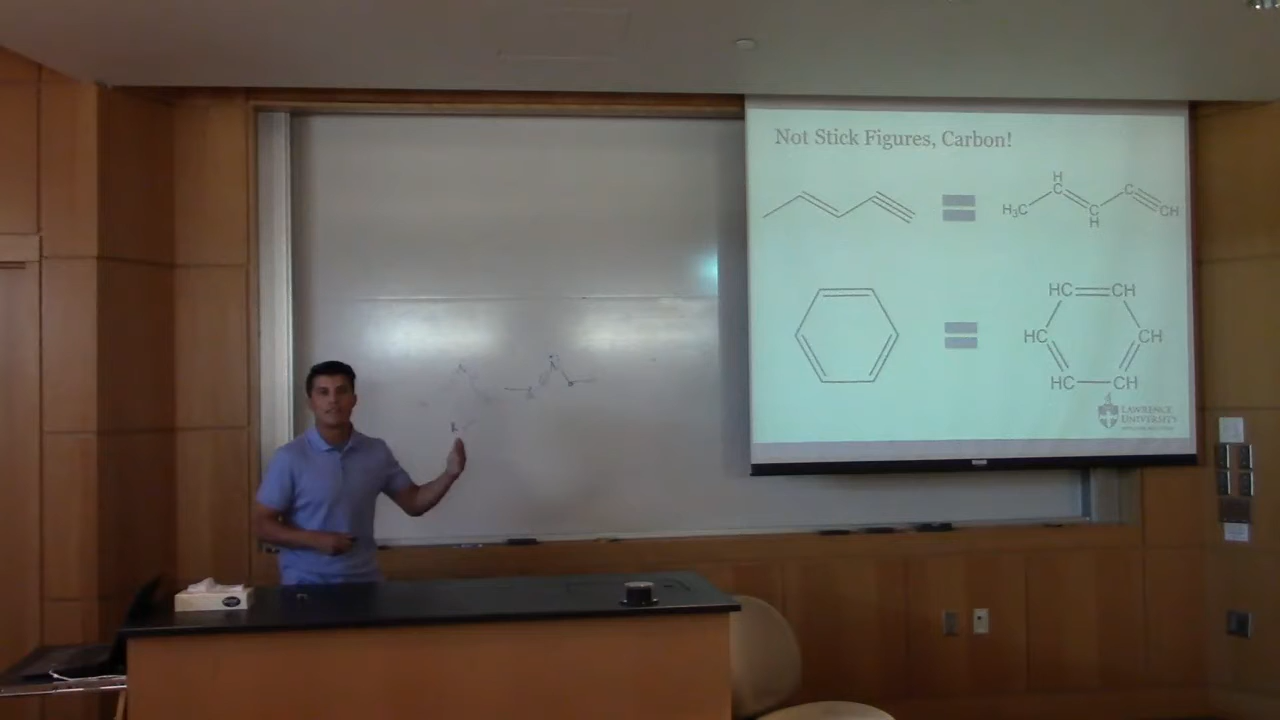 Not Stick Figures, Carbon!
H
H₃C
C
C
H
C
CH
HC
CH
HC
CH
HC
CH
LAWRENCE
UNIVERSITY